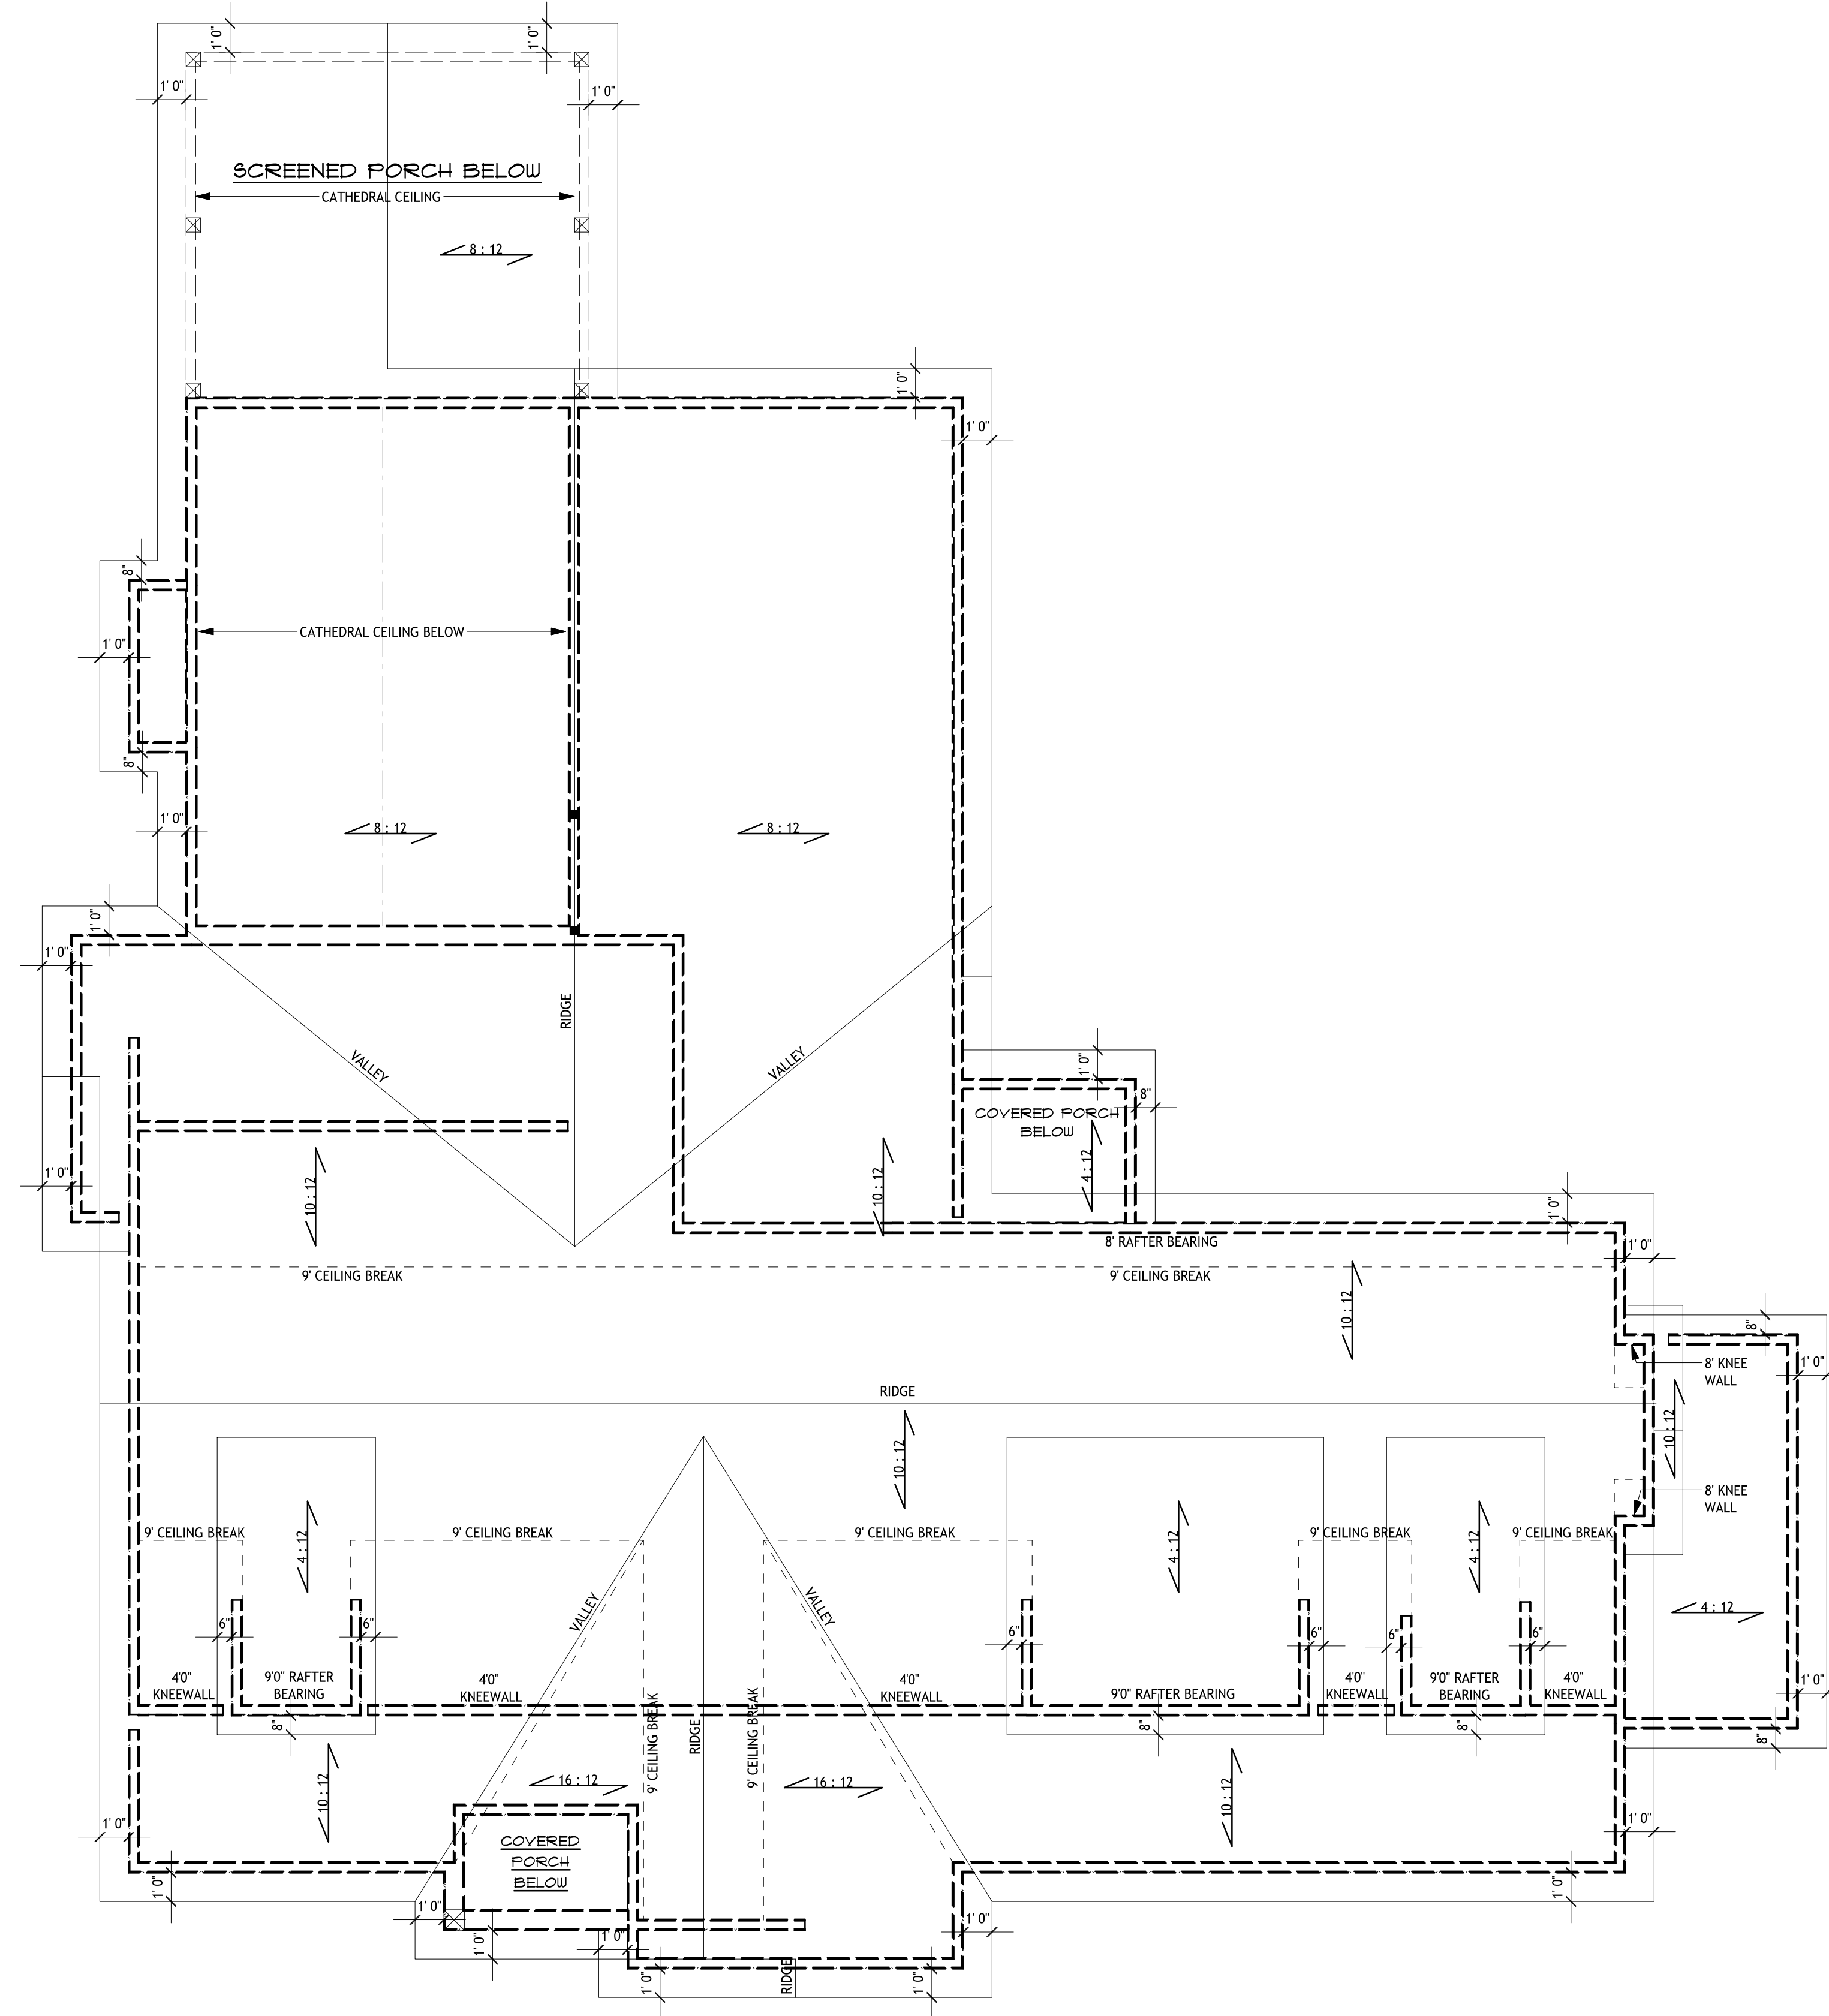 1' 0"
1' 0"
1' 0"
1' 0"
SCREENED PORCH BELOW
CATHEDRAL CEILING
8 : 12
1' 0"
1' 0"
8"
CATHEDRAL CEILING BELOW
1' 0"
8"
1' 0"
8 : 12
8 : 12
1' 0"
1' 0"
RIDGE
VALLEY
VALLEY
1' 0"
8"
COVERED PORCH
BELOW
4 : 12
10 : 12
10 : 12
1' 0"
1' 0"
8' RAFTER BEARING
1' 0"
9' CEILING BREAK
9' CEILING BREAK
10 : 12
8"
8' KNEE
WALL
1' 0"
RIDGE
10 : 12
10 : 12
8' KNEE
WALL
9' CEILING BREAK
9' CEILING BREAK
9' CEILING BREAK
9' CEILING BREAK
9' CEILING BREAK
4 : 12
4 : 12
4 : 12
VALLEY
VALLEY
4 : 12
6"
6"
6"
6"
6"
6"
4'0"
KNEEWALL
9'0" RAFTER
BEARING
4'0"
KNEEWALL
4'0"
KNEEWALL
9'0" RAFTER BEARING
4'0"
KNEEWALL
9'0" RAFTER
BEARING
4'0"
KNEEWALL
1' 0"
8"
8"
8"
8"
9' CEILING BREAK
RIDGE
9' CEILING BREAK
10 : 12
16 : 12
16 : 12
10 : 12
1' 0"
1' 0"
COVERED
PORCH
BELOW
1' 0"
1' 0"
1' 0"
1' 0"
1' 0"
1' 0"
1' 0"
RIDGE
1' 0"